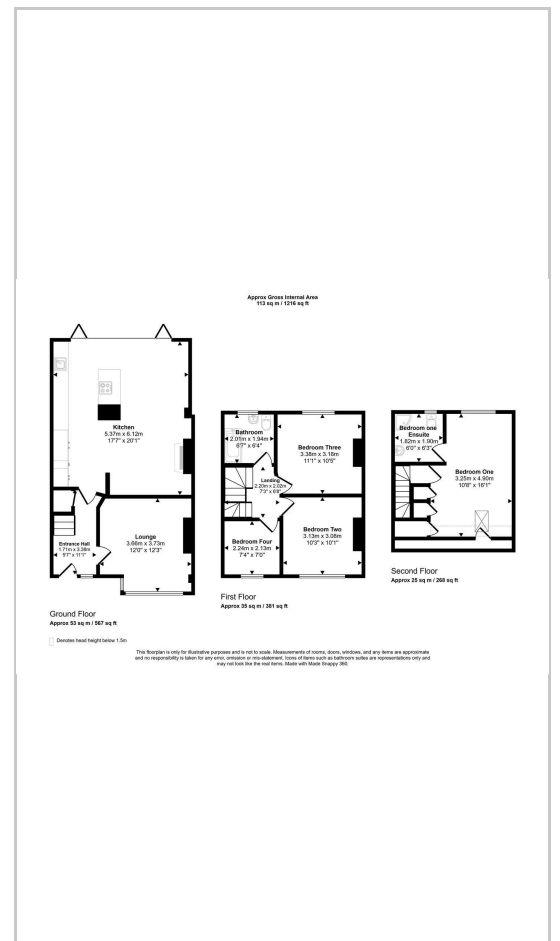 Approx Gross Internal Area
113 sq m / 1216 sq ft
Kitchen
5.37m x 6.12m
17'7" x 20'1"
Lounge
3.66m x 3.73m
12'0" x 12'3"
Entrance Hall
1.71m x 3.38m
5'7" x 11'1"
Ground Floor
Approx 53 sq m / 567 sq ft
Denotes head height below 1.5m
Bathroom
2.01m x 1.94m
6'7" x 6'4"
Bedroom Three
3.38m x 3.18m
11'1" x 10'5"
Landing
2.20m x 2.02m
7'3" x 6'8"
Bedroom Four
2.24m x 2.13m
7'4" x 7'0"
Bedroom Two
3.13m x 3.08m
10'3" x 10'1"
First Floor
Approx 35 sq m / 381 sq ft
Bedroom one
Ensuite
1.82m x 1.90m
6'0" x 6'3"
Bedroom One
3.25m x 4.90m
10'8" x 16'1"
Second Floor
Approx 25 sq m / 268 sq ft
This floorplan is only for illustrative purposes and is not to scale. Measurements of rooms, doors, windows, and any items are approximate
and no responsibility is taken for any error, omission or mis-statement. Icons of items such as bathroom suites are representations only and
may not look like the real items. Made with Made Snappy 360.